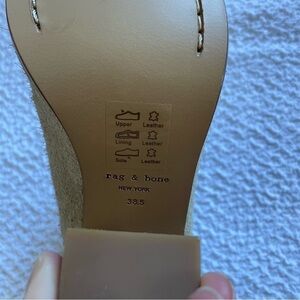 Upper Leather
Lining Leather
Sole Leather
rag & bone
NEW YORK
38.5